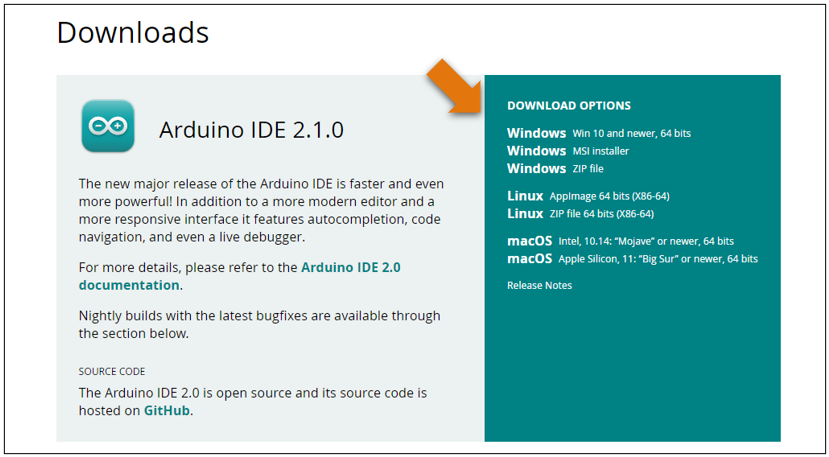 Downloads
Arduino IDE 2.1.0
The new major release of the Arduino IDE is faster and even
more powerful! In addition to a more modern editor and a
more responsive interface it features autocompletion, code
navigation, and even a live debugger.
For more details, please refer to the Arduino IDE 2.0
documentation.
Nightly builds with the latest bugfixes are available through
the section below.
SOURCE CODE
The Arduino IDE 2.0 is open source and its source code is
hosted on GitHub.
DOWNLOAD OPTIONS
Windows Win 10 and newer, 64 bits
Windows MSI installer
Windows ZIP file
Linux AppImage 64 bits (X86-64)
Linux ZIP file 64 bits (X86-64)
macOS Intel, 10.14: “Mojave” or newer, 64 bits
macOS Apple Silicon, 11: “Big Sur” or newer, 64 bits
Release Notes